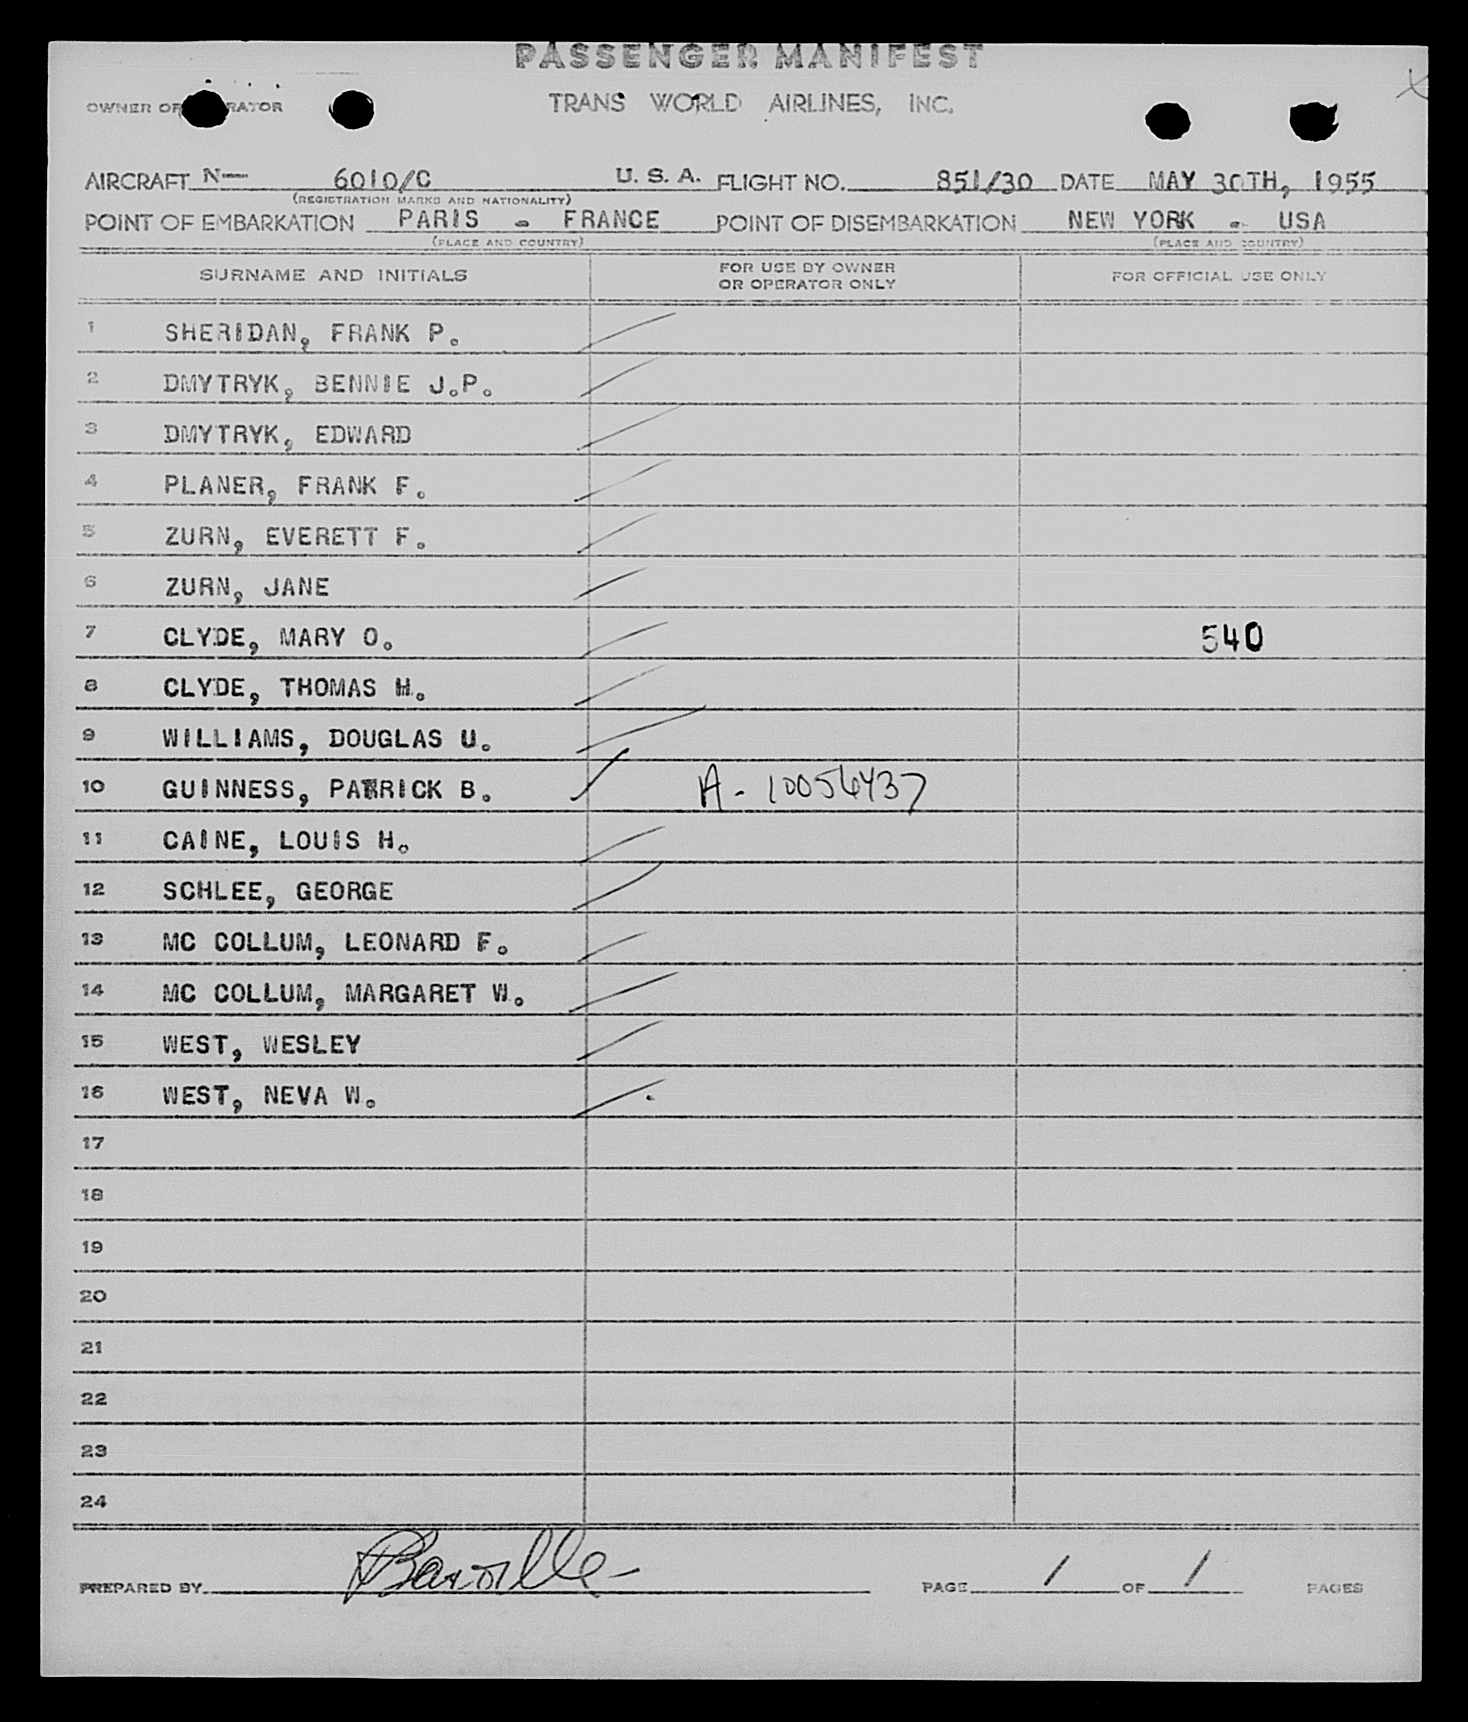 PASSENGER MANIFEST
OWNER OR OPERATOR TRANS WORLD AIRLINES, INC.
AIRCRAFT N— 6010/C U. S. A. FLIGHT NO. 851/30 DATE MAY 30TH, 1955
(REGISTRATION MARKS AND NATIONALITY)
POINT OF EMBARKATION PARIS - FRANCE POINT OF DISEMBARKATION NEW YORK - USA
(PLACE AND COUNTRY) (PLACE AND COUNTRY)
SURNAME AND INITIALS FOR USE BY OWNER OR OPERATOR ONLY FOR OFFICIAL USE ONLY
1 SHERIDAN, FRANK P.
2 DMYTRYK, BENNIE J.P.
3 DMYTRYK, EDWARD
4 PLANER, FRANK F.
5 ZURN, EVERETT F.
6 ZURN, JANE
7 CLYDE, MARY O. 540
8 CLYDE, THOMAS H.
9 WILLIAMS, DOUGLAS U.
10 GUINNESS, PATRICK B. A-10056437
11 CAINE, LOUIS H.
12 SCHLEE, GEORGE
13 MC COLLUM, LEONARD F.
14 MC COLLUM, MARGARET W.
15 WEST, WESLEY
16 WEST, NEVA W.
17
18
19
20
21
22
23
24
PREPARED BY PAGE 1 OF 1 PAGES